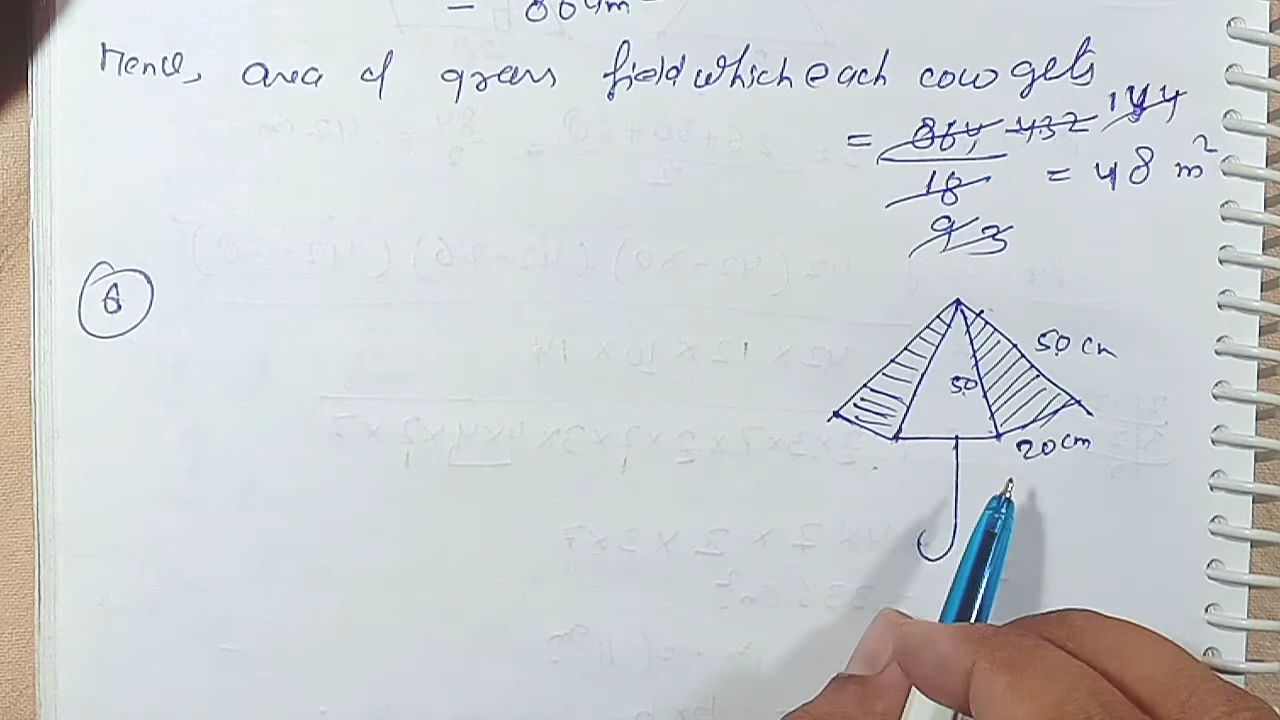 = 864m
Hence, area of grass field which each cow gets
= 864 432 144
18 = 48 m²
9 3
6
50 cm
50
20 cm